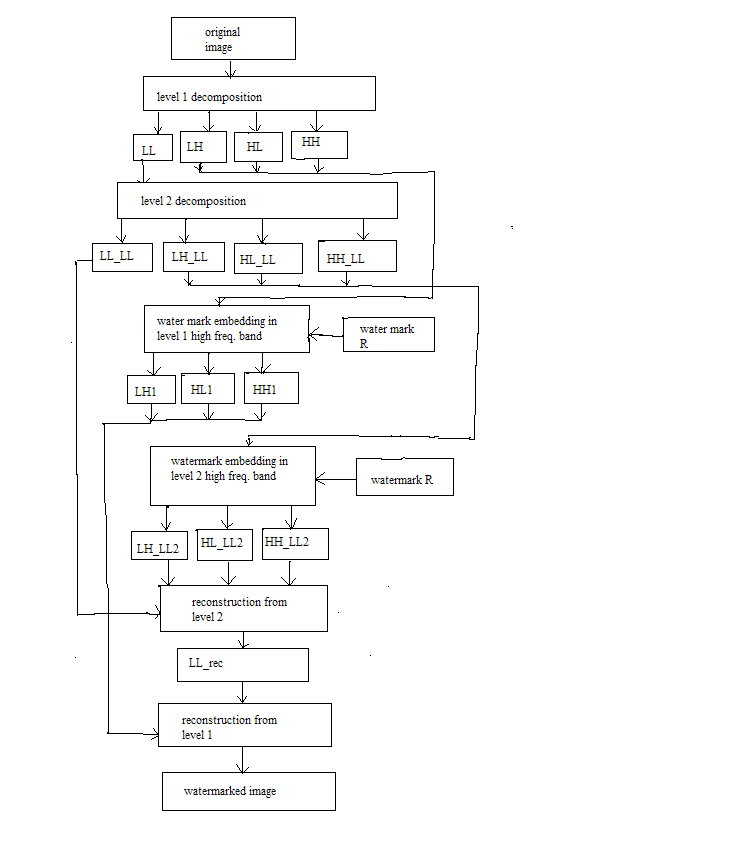 original
image
level 1 decomposition
LL
LH
HL
HH
level 2 decomposition
LL_LL
LH_LL
HL_LL
HH_LL
water mark embedding in
level 1 high freq. band
water mark
R
LH1
HL1
HH1
watermark embedding in
level 2 high freq. band
watermark R
LH_LL2
HL_LL2
HH_LL2
reconstruction from
level 2
LL_rec
reconstruction from
level 1
watermarked image